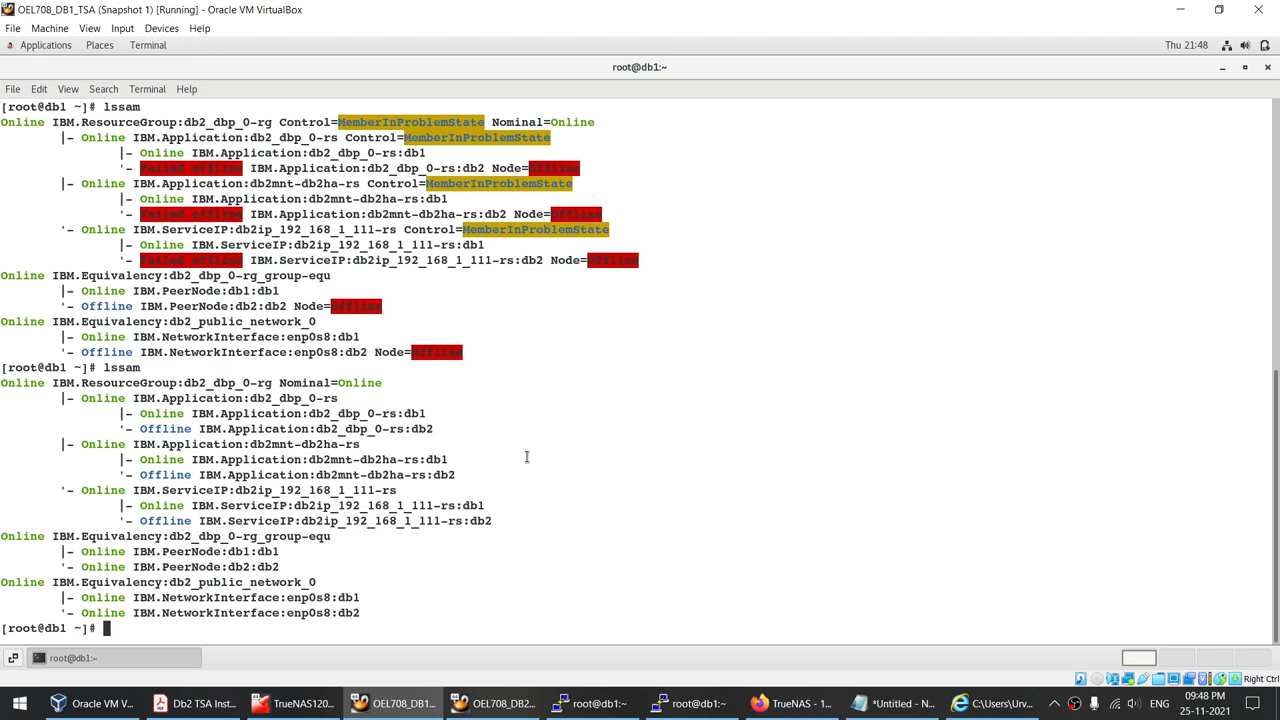 OEL708_DB1_TSA (Snapshot 1) [Running] - Oracle VM VirtualBox
File Machine View Input Devices Help
Applications Places Terminal Thu 21:48
root@db1:~
File Edit View Search Terminal Help
[root@db1 ~]# lssam
Online IBM.ResourceGroup:db2_dbp_0-rg Control=MemberInProblemState Nominal=Online
|- Online IBM.Application:db2_dbp_0-rs Control=MemberInProblemState
|- Online IBM.Application:db2_dbp_0-rs:db1
'- Failed offline IBM.Application:db2_dbp_0-rs:db2 Node=Offline
|- Online IBM.Application:db2mnt-db2ha-rs Control=MemberInProblemState
|- Online IBM.Application:db2mnt-db2ha-rs:db1
'- Failed offline IBM.Application:db2mnt-db2ha-rs:db2 Node=Offline
'- Online IBM.ServiceIP:db2ip_192_168_1_111-rs Control=MemberInProblemState
|- Online IBM.ServiceIP:db2ip_192_168_1_111-rs:db1
'- Failed offline IBM.ServiceIP:db2ip_192_168_1_111-rs:db2 Node=Offline
Online IBM.Equivalency:db2_dbp_0-rg_group-equ
|- Online IBM.PeerNode:db1:db1
'- Offline IBM.PeerNode:db2:db2 Node=Offline
Online IBM.Equivalency:db2_public_network_0
|- Online IBM.NetworkInterface:enp0s8:db1
'- Offline IBM.NetworkInterface:enp0s8:db2 Node=Offline
[root@db1 ~]# lssam
Online IBM.ResourceGroup:db2_dbp_0-rg Nominal=Online
|- Online IBM.Application:db2_dbp_0-rs
|- Online IBM.Application:db2_dbp_0-rs:db1
'- Offline IBM.Application:db2_dbp_0-rs:db2
|- Online IBM.Application:db2mnt-db2ha-rs
|- Online IBM.Application:db2mnt-db2ha-rs:db1
'- Offline IBM.Application:db2mnt-db2ha-rs:db2
'- Online IBM.ServiceIP:db2ip_192_168_1_111-rs
|- Online IBM.ServiceIP:db2ip_192_168_1_111-rs:db1
'- Offline IBM.ServiceIP:db2ip_192_168_1_111-rs:db2
Online IBM.Equivalency:db2_dbp_0-rg_group-equ
|- Online IBM.PeerNode:db1:db1
'- Online IBM.PeerNode:db2:db2
Online IBM.Equivalency:db2_public_network_0
|- Online IBM.NetworkInterface:enp0s8:db1
'- Online IBM.NetworkInterface:enp0s8:db2
[root@db1 ~]#
root@db1:~
Right Ctrl
Oracle VM V... Db2 TSA Inst... TrueNAS120... OEL708_DB1... OEL708_DB2... root@db1:~ root@db1:~ TrueNAS - 1... *Untitled - N... C:\Users\Urv... ENG 09:48 PM
25-11-2021